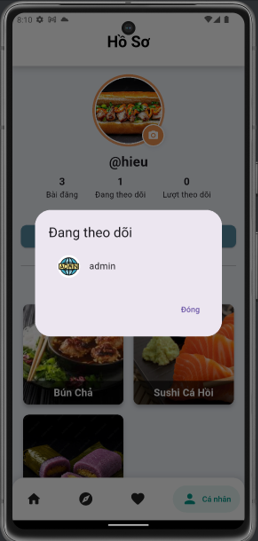 8:10
Hồ Sơ
@hieu
3 1 0
Bài đăng Đang theo dõi Lượt theo dõi
Đang theo dõi
ADMIN
admin
Đóng
Bún Chả Sushi Cá Hồi
Cá nhân